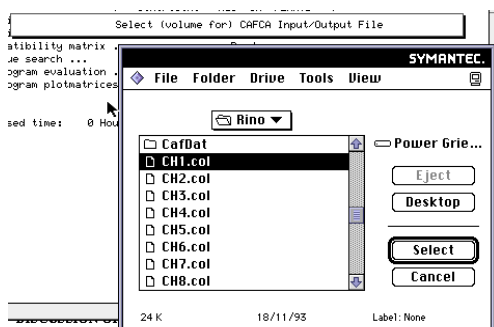 Select (volume for) CAFCA Input/Output File
atibility matrix .
ue search ...
ogram evaluation .
ogram plotmatrices
sed time: 0 Hou
SYMANTEC.
File Folder Drive Tools View
Rino
CafDat
CH1.col
CH2.col
CH3.col
CH4.col
CH5.col
CH6.col
CH7.col
CH8.col
Power Grie...
Eject
Desktop
Select
Cancel
24 K 18/11/93 Label: None